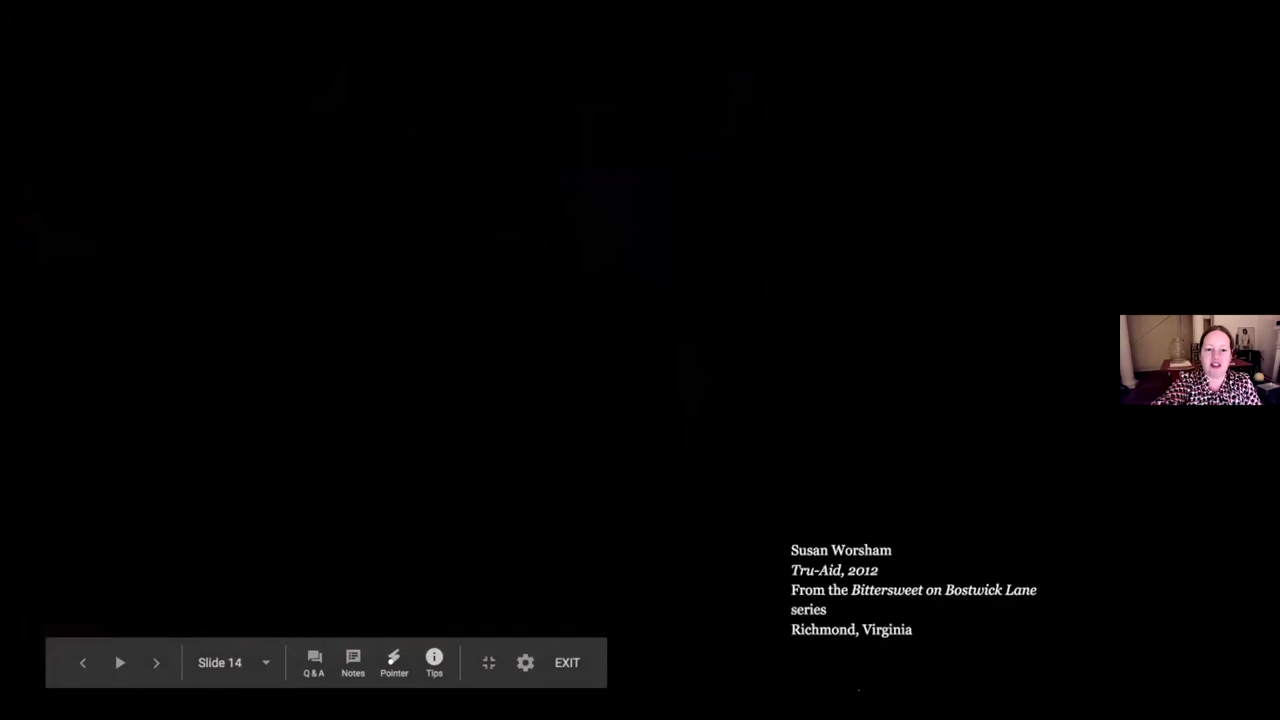 Susan Worsham
Tru-Aid, 2012
From the Bittersweet on Bostwick Lane
series
Richmond, Virginia
Slide 14
Q & A
Notes
Pointer
Tips
EXIT